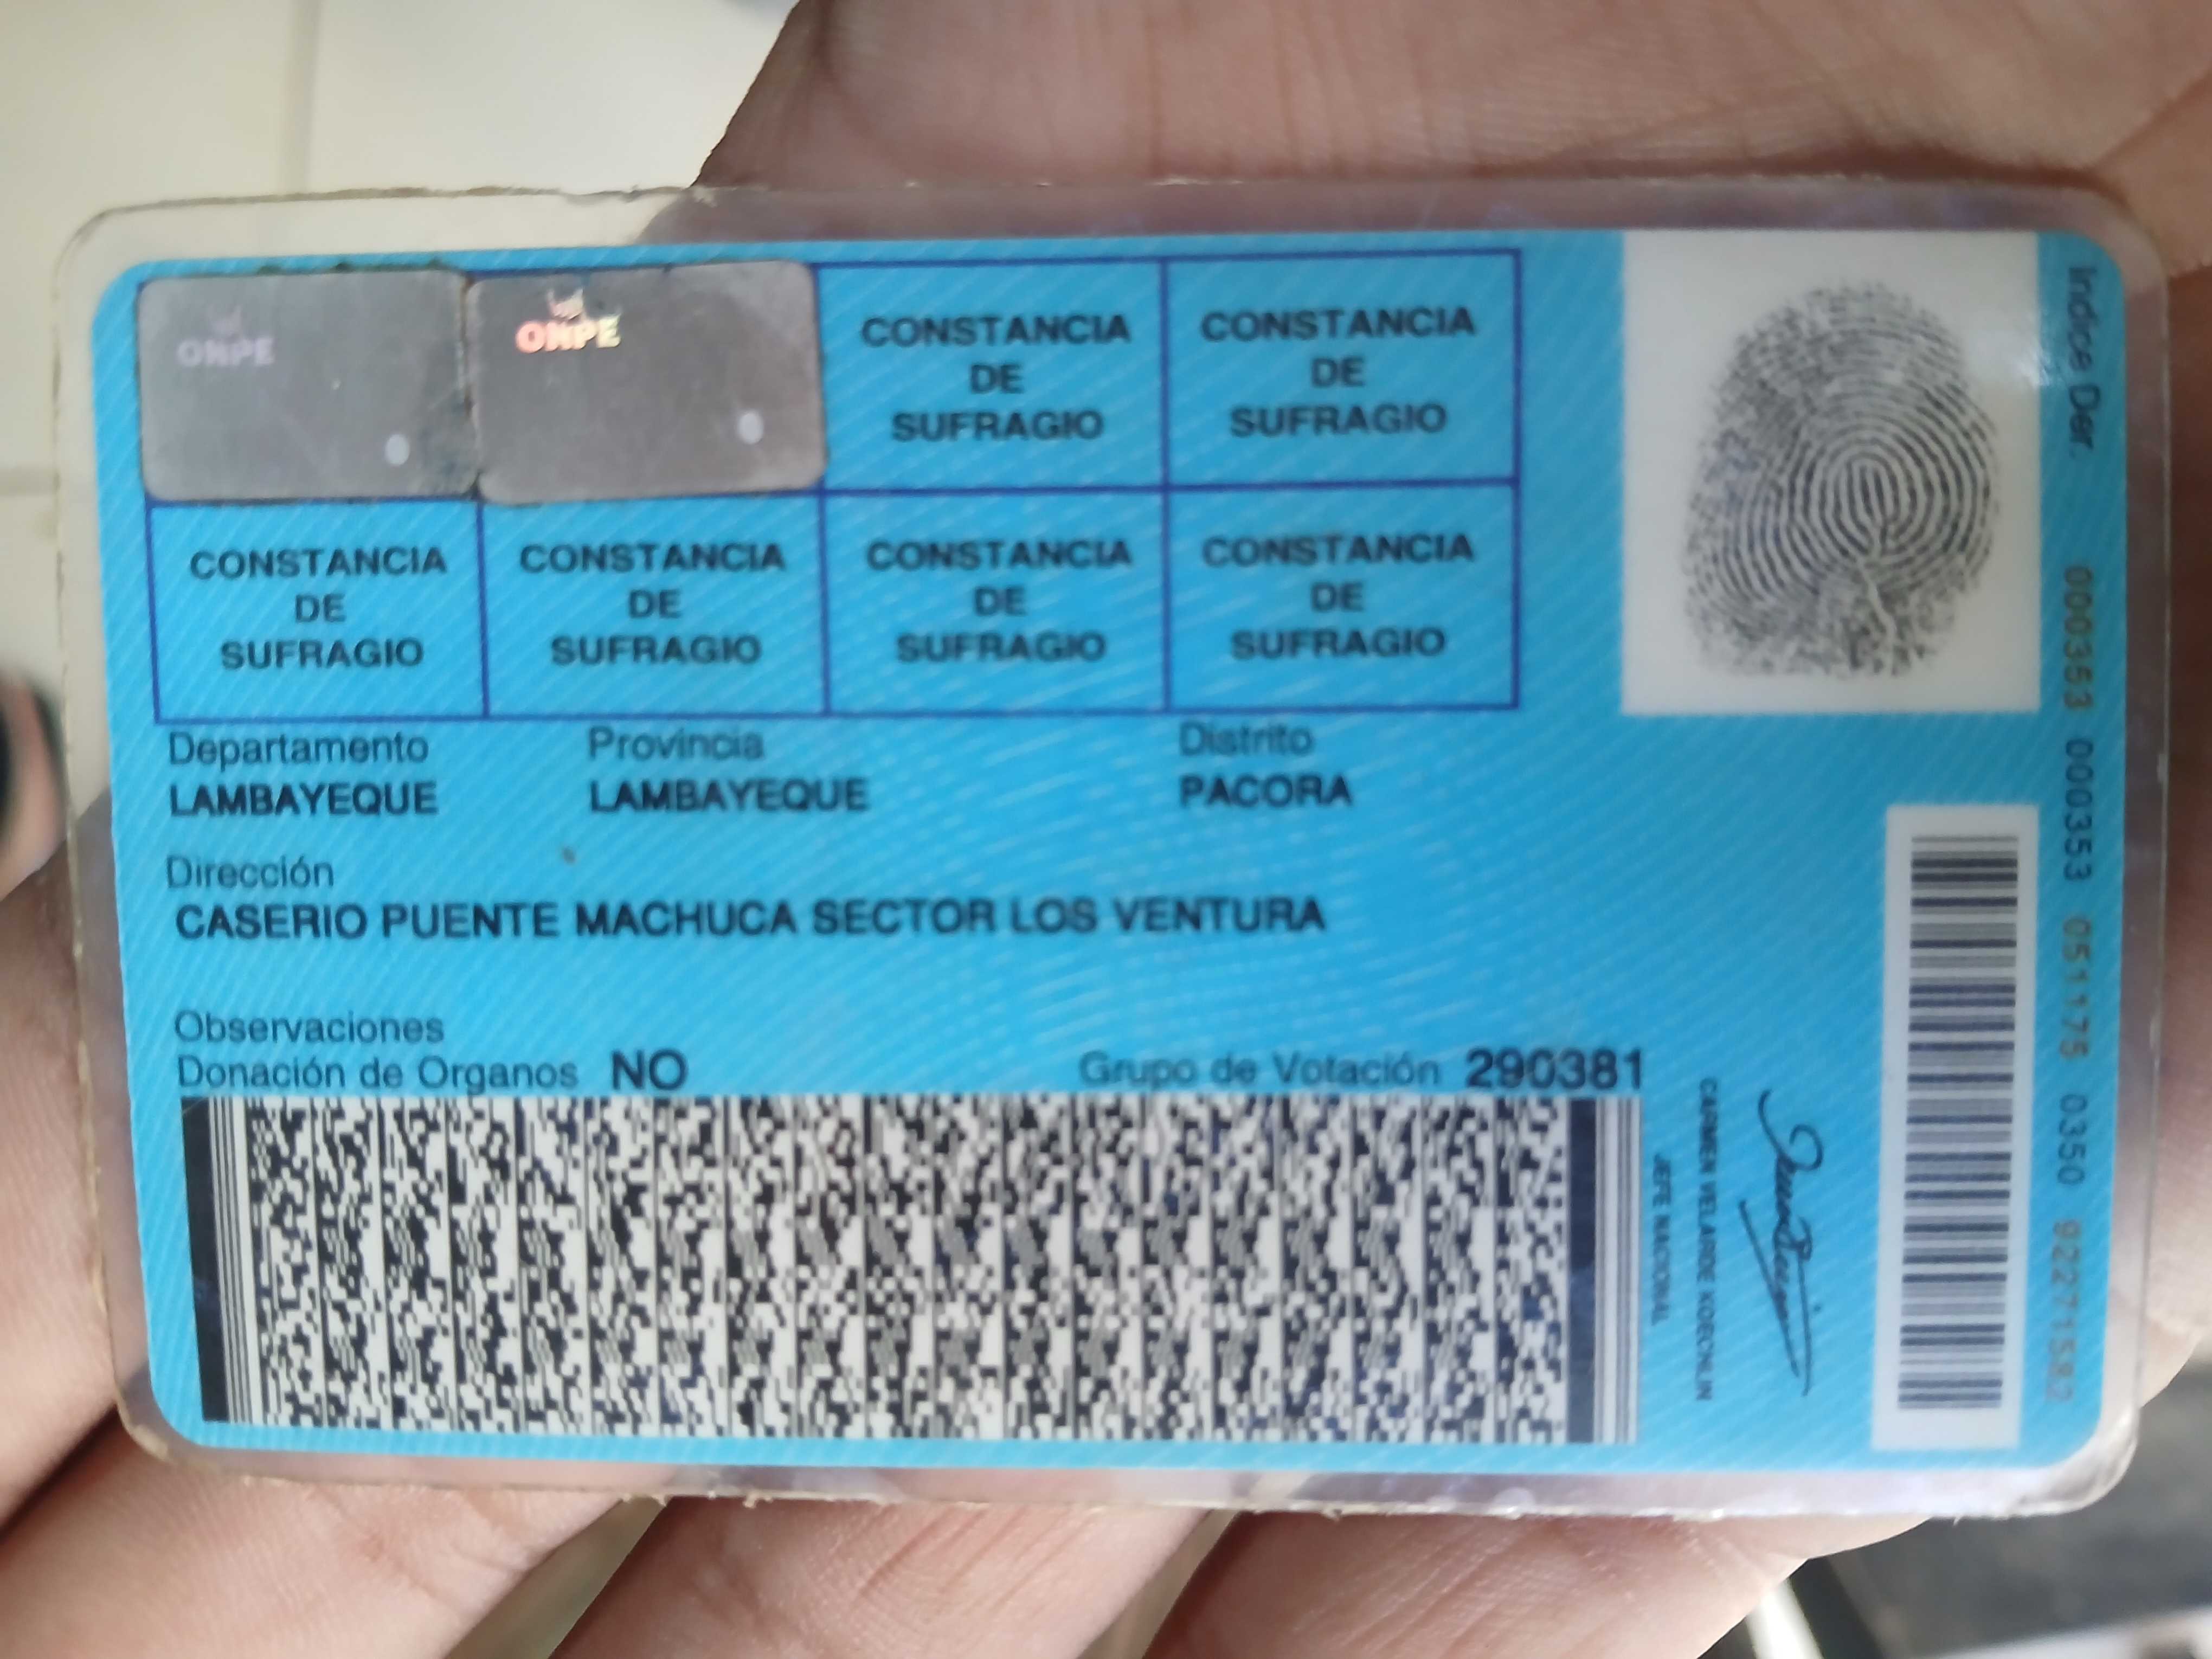 ONPE
ONPE
CONSTANCIA
DE
SUFRAGIO
CONSTANCIA
DE
SUFRAGIO
CONSTANCIA
DE
SUFRAGIO
CONSTANCIA
DE
SUFRAGIO
CONSTANCIA
DE
SUFRAGIO
CONSTANCIA
DE
SUFRAGIO
Departamento Provincia Distrito
LAMBAYEQUE LAMBAYEQUE PACORA
Dirección
CASERIO PUENTE MACHUCA SECTOR LOS VENTURA
Observaciones
Donación de Organos NO Grupo de Votación 290381
Indice Der. 000353 000353 051175 0350 92271582
CARMEN VELARDE KOECHLIN
JEFE NACIONAL